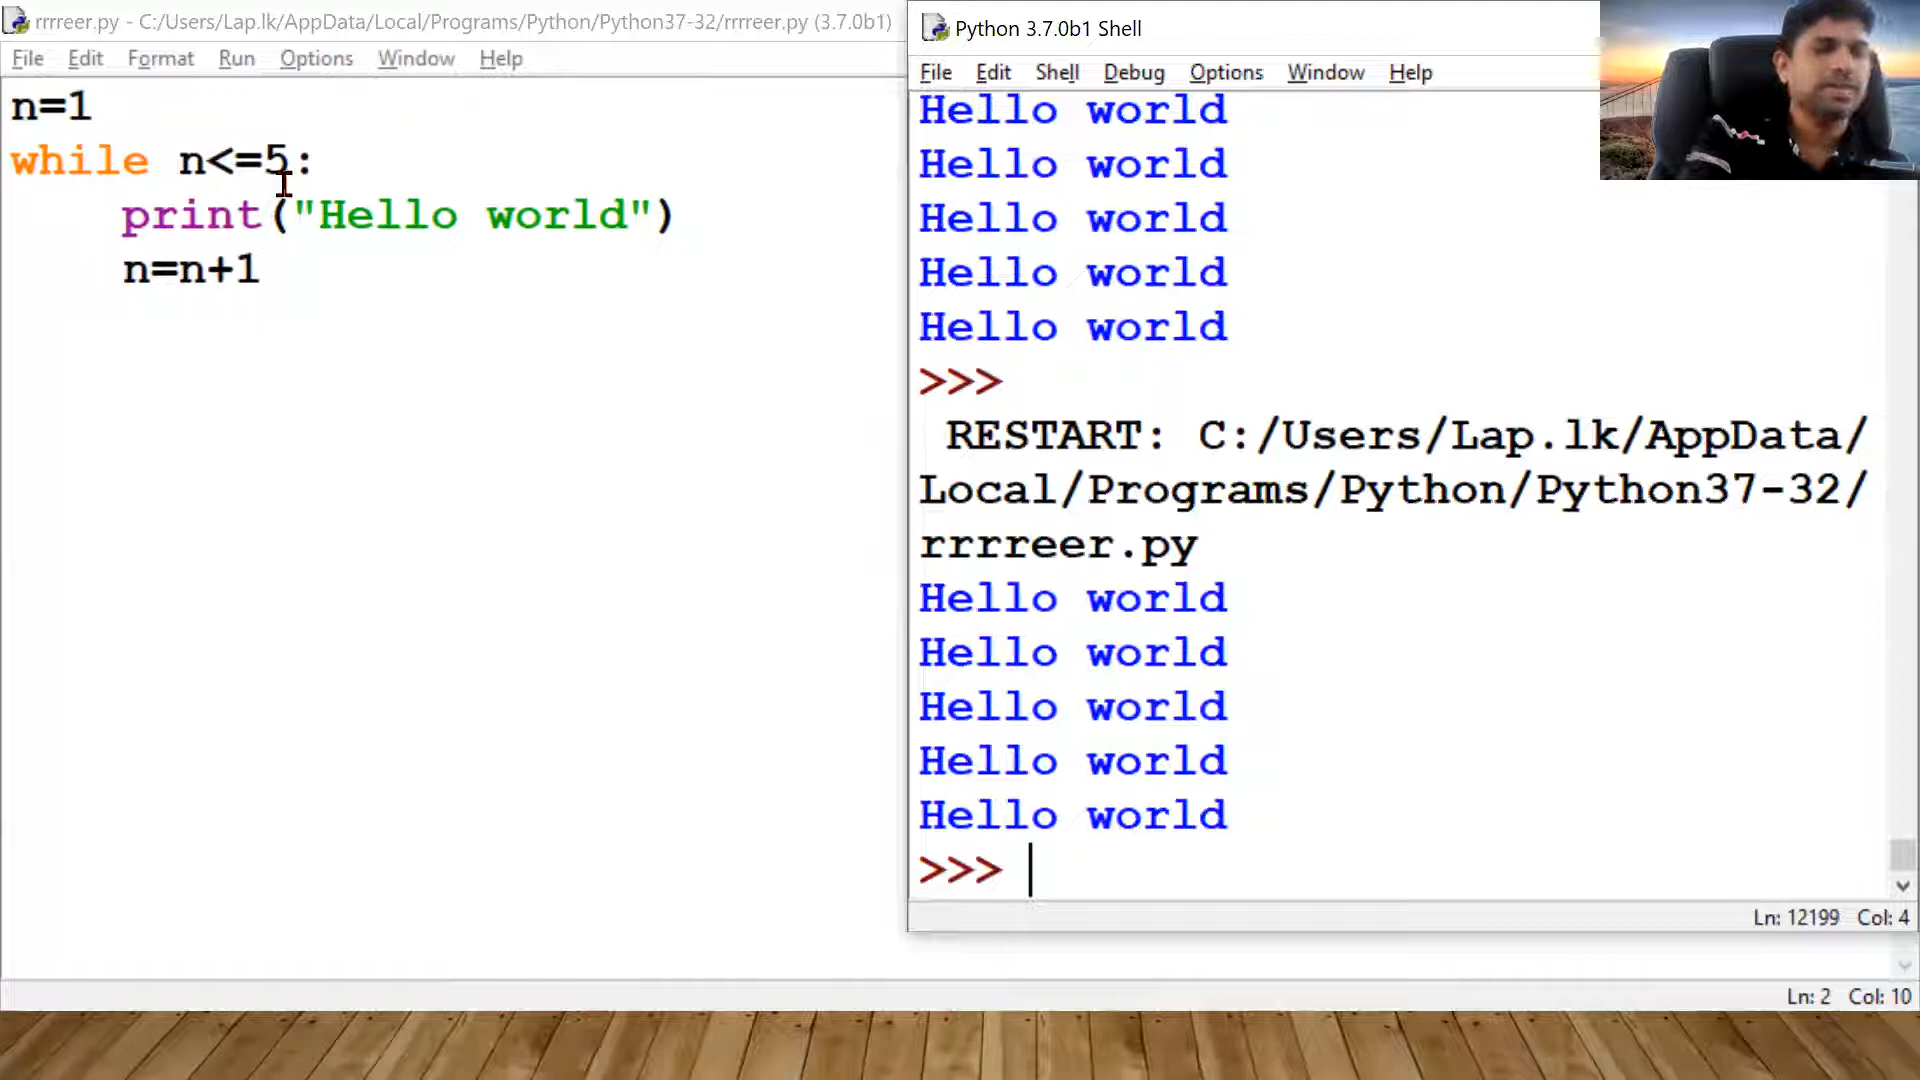 rrrreer.py - C:/Users/Lap.lk/AppData/Local/Programs/Python/Python37-32/rrrreer.py (3.7.0b1)
File Edit Format Run Options Window Help
n=1
while n<=5:
    print("Hello world")
    n=n+1
Ln: 2 Col: 10
Python 3.7.0b1 Shell
File Edit Shell Debug Options Window Help
Hello world
Hello world
Hello world
Hello world
Hello world
>>>
 RESTART: C:/Users/Lap.lk/AppData/
Local/Programs/Python/Python37-32/
rrrreer.py
Hello world
Hello world
Hello world
Hello world
Hello world
>>>
Ln: 12199 Col: 4